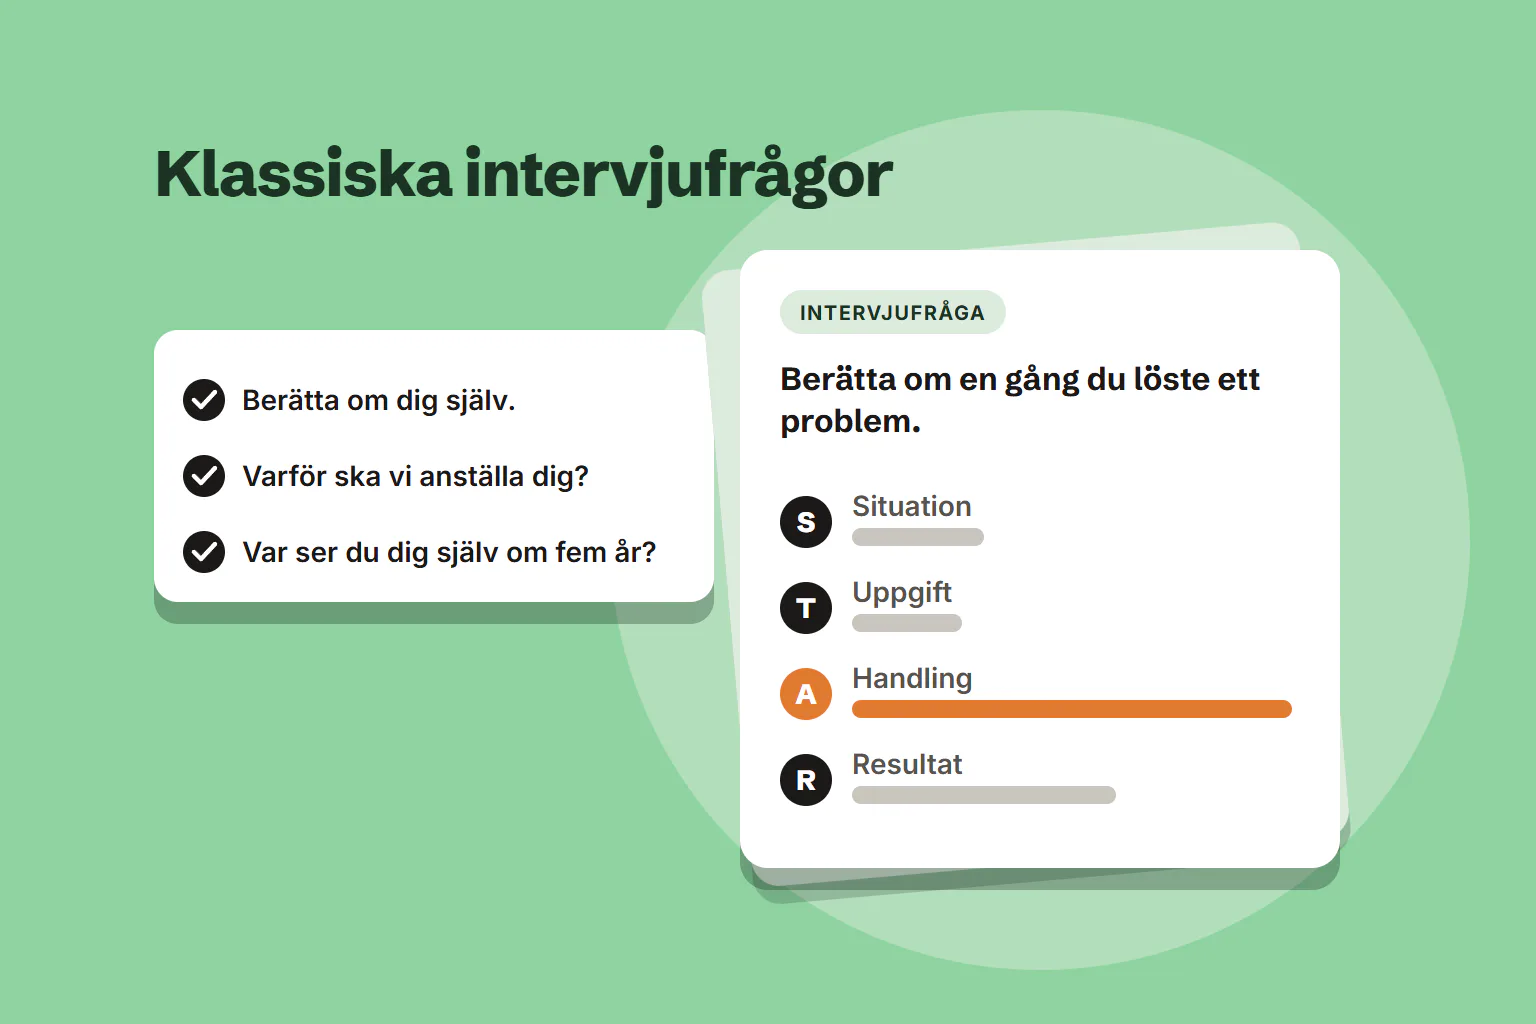 Klassiska intervjufrågor
Berätta om dig själv.
Varför ska vi anställa dig?
Var ser du dig själv om fem år?
INTERVJUFRÅGA
Berätta om en gång du löste ett
problem.
S Situation
T Uppgift
A Handling
R Resultat